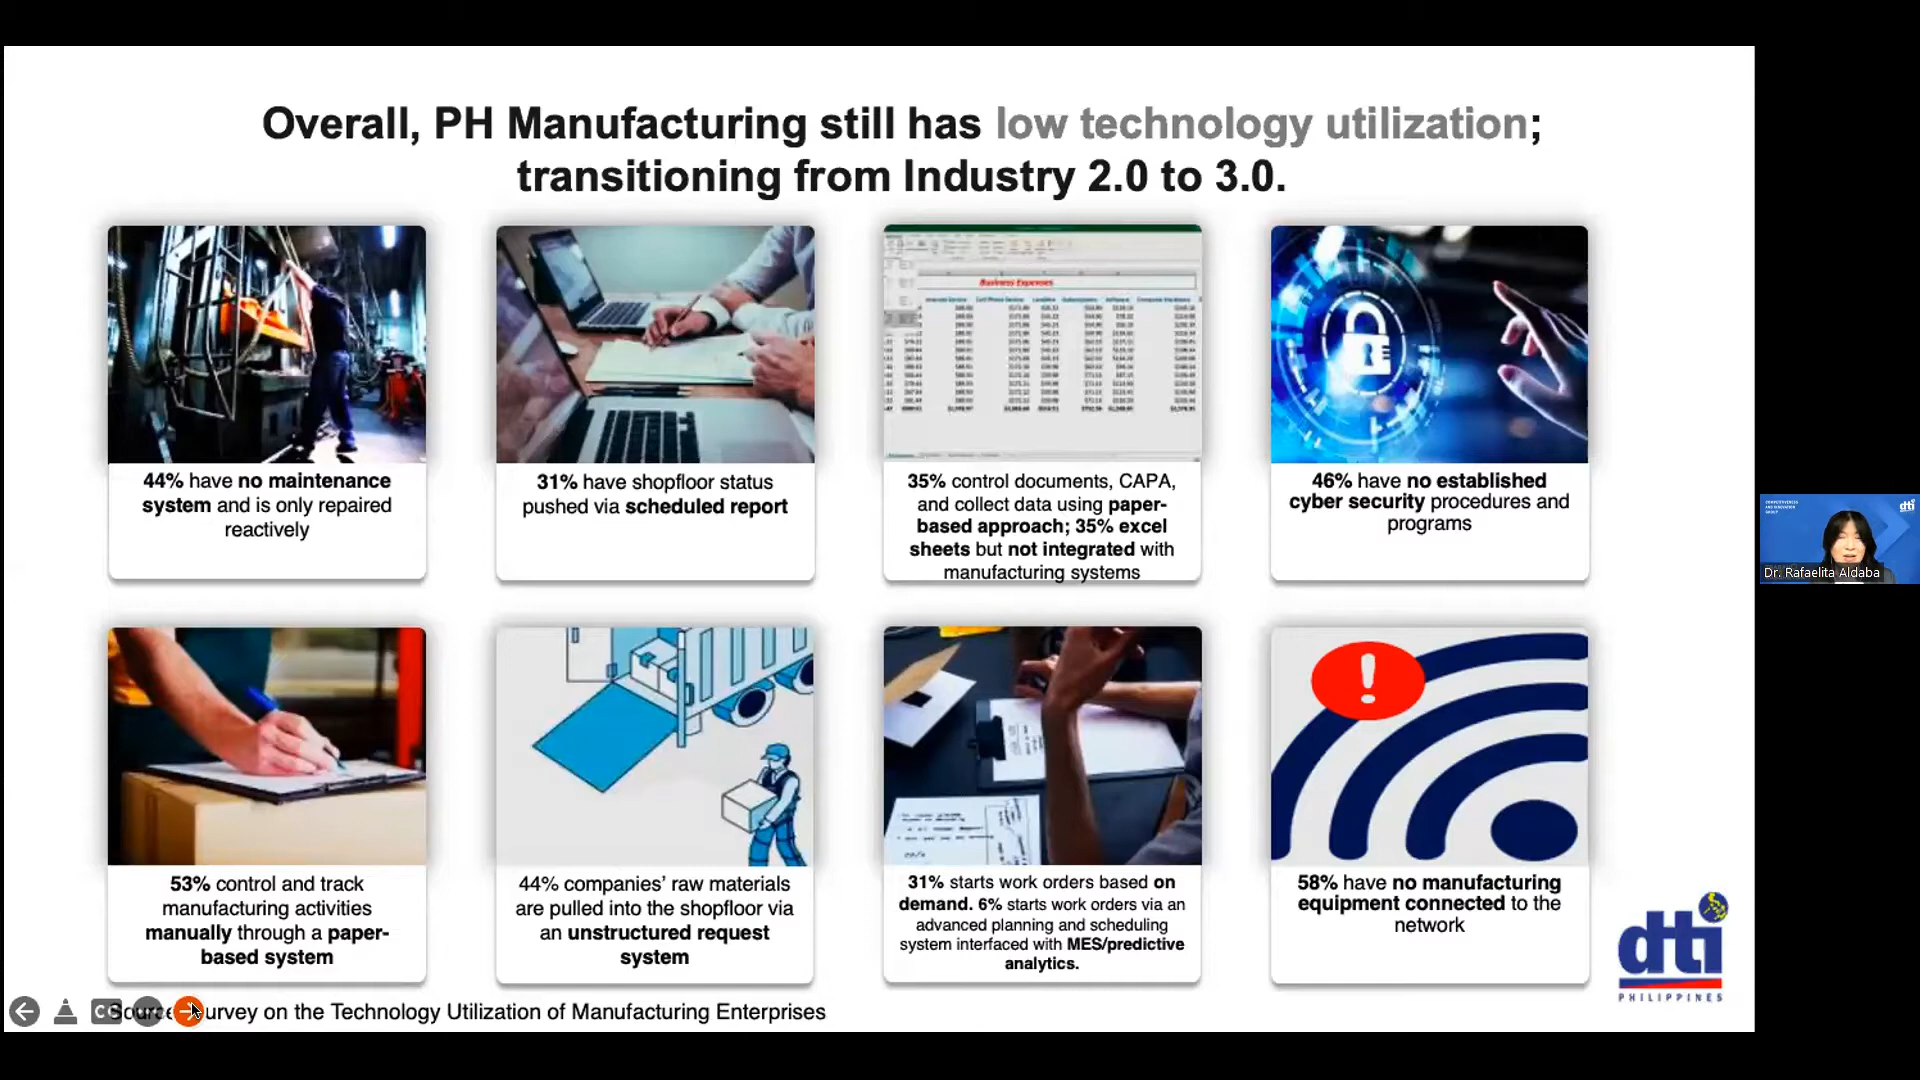 Overall, PH Manufacturing still has low technology utilization;
transitioning from Industry 2.0 to 3.0.
Business Expenses
44% have no maintenance
system and is only repaired
reactively
31% have shopfloor status
pushed via scheduled report
35% control documents, CAPA,
and collect data using paper-
based approach; 35% excel
sheets but not integrated with
manufacturing systems
46% have no established
cyber security procedures and
programs
dti
Dr. Rafaelita Aldaba
53% control and track
manufacturing activities
manually through a paper-
based system
44% companies’ raw materials
are pulled into the shopfloor via
an unstructured request
system
31% starts work orders based on
demand. 6% starts work orders via an
advanced planning and scheduling
system interfaced with MES/predictive
analytics.
58% have no manufacturing
equipment connected to the
network
dti
PHILIPPINES
on the Technology Utilization of Manufacturing Enterprises